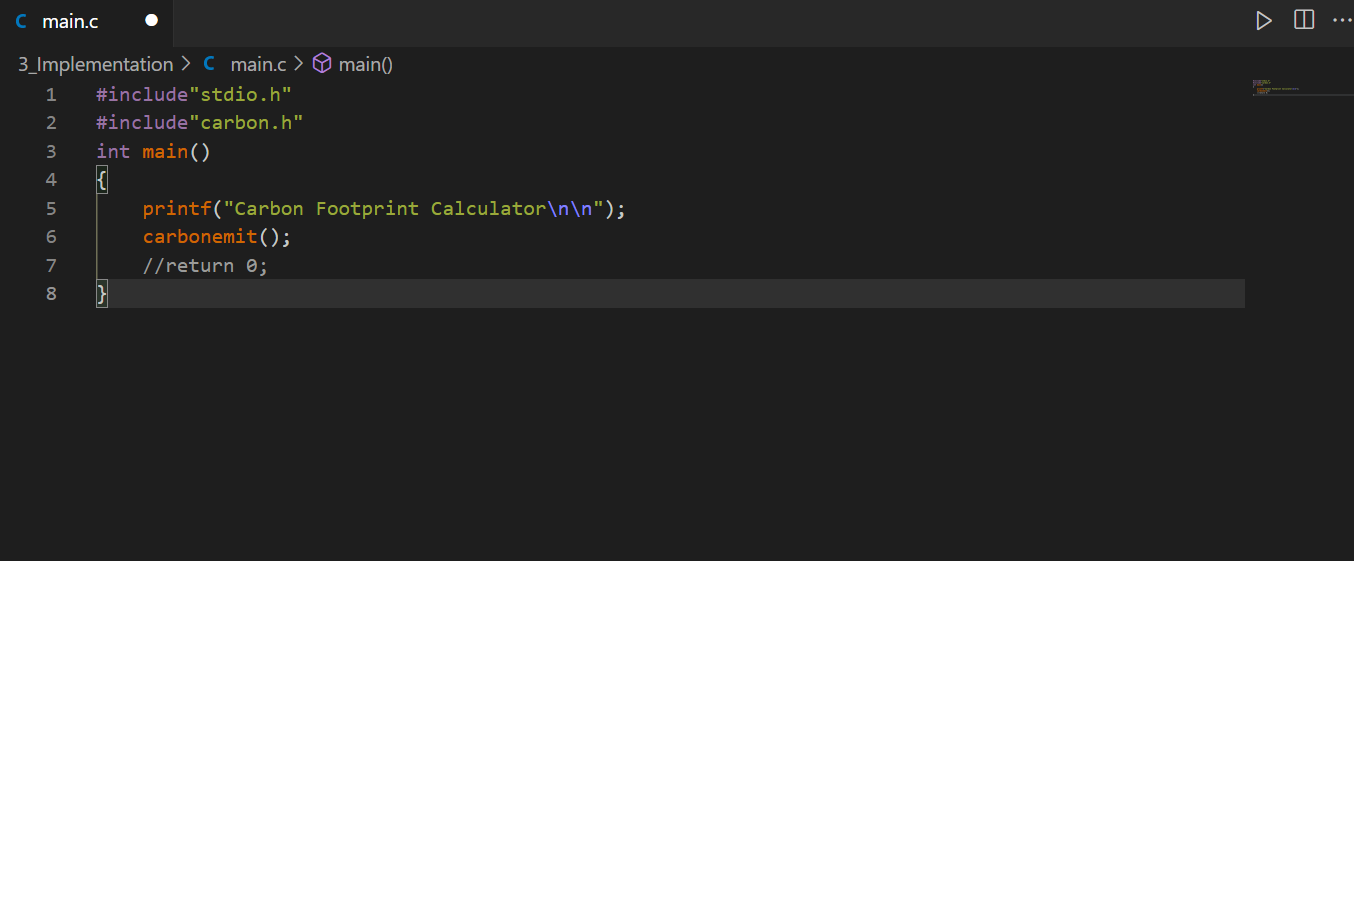 C main.c
3_Implementation > C main.c > main()
1 #include"stdio.h"
2 #include"carbon.h"
3 int main()
4 {
5     printf("Carbon Footprint Calculator\n\n");
6     carbonemit();
7     //return 0;
8 }